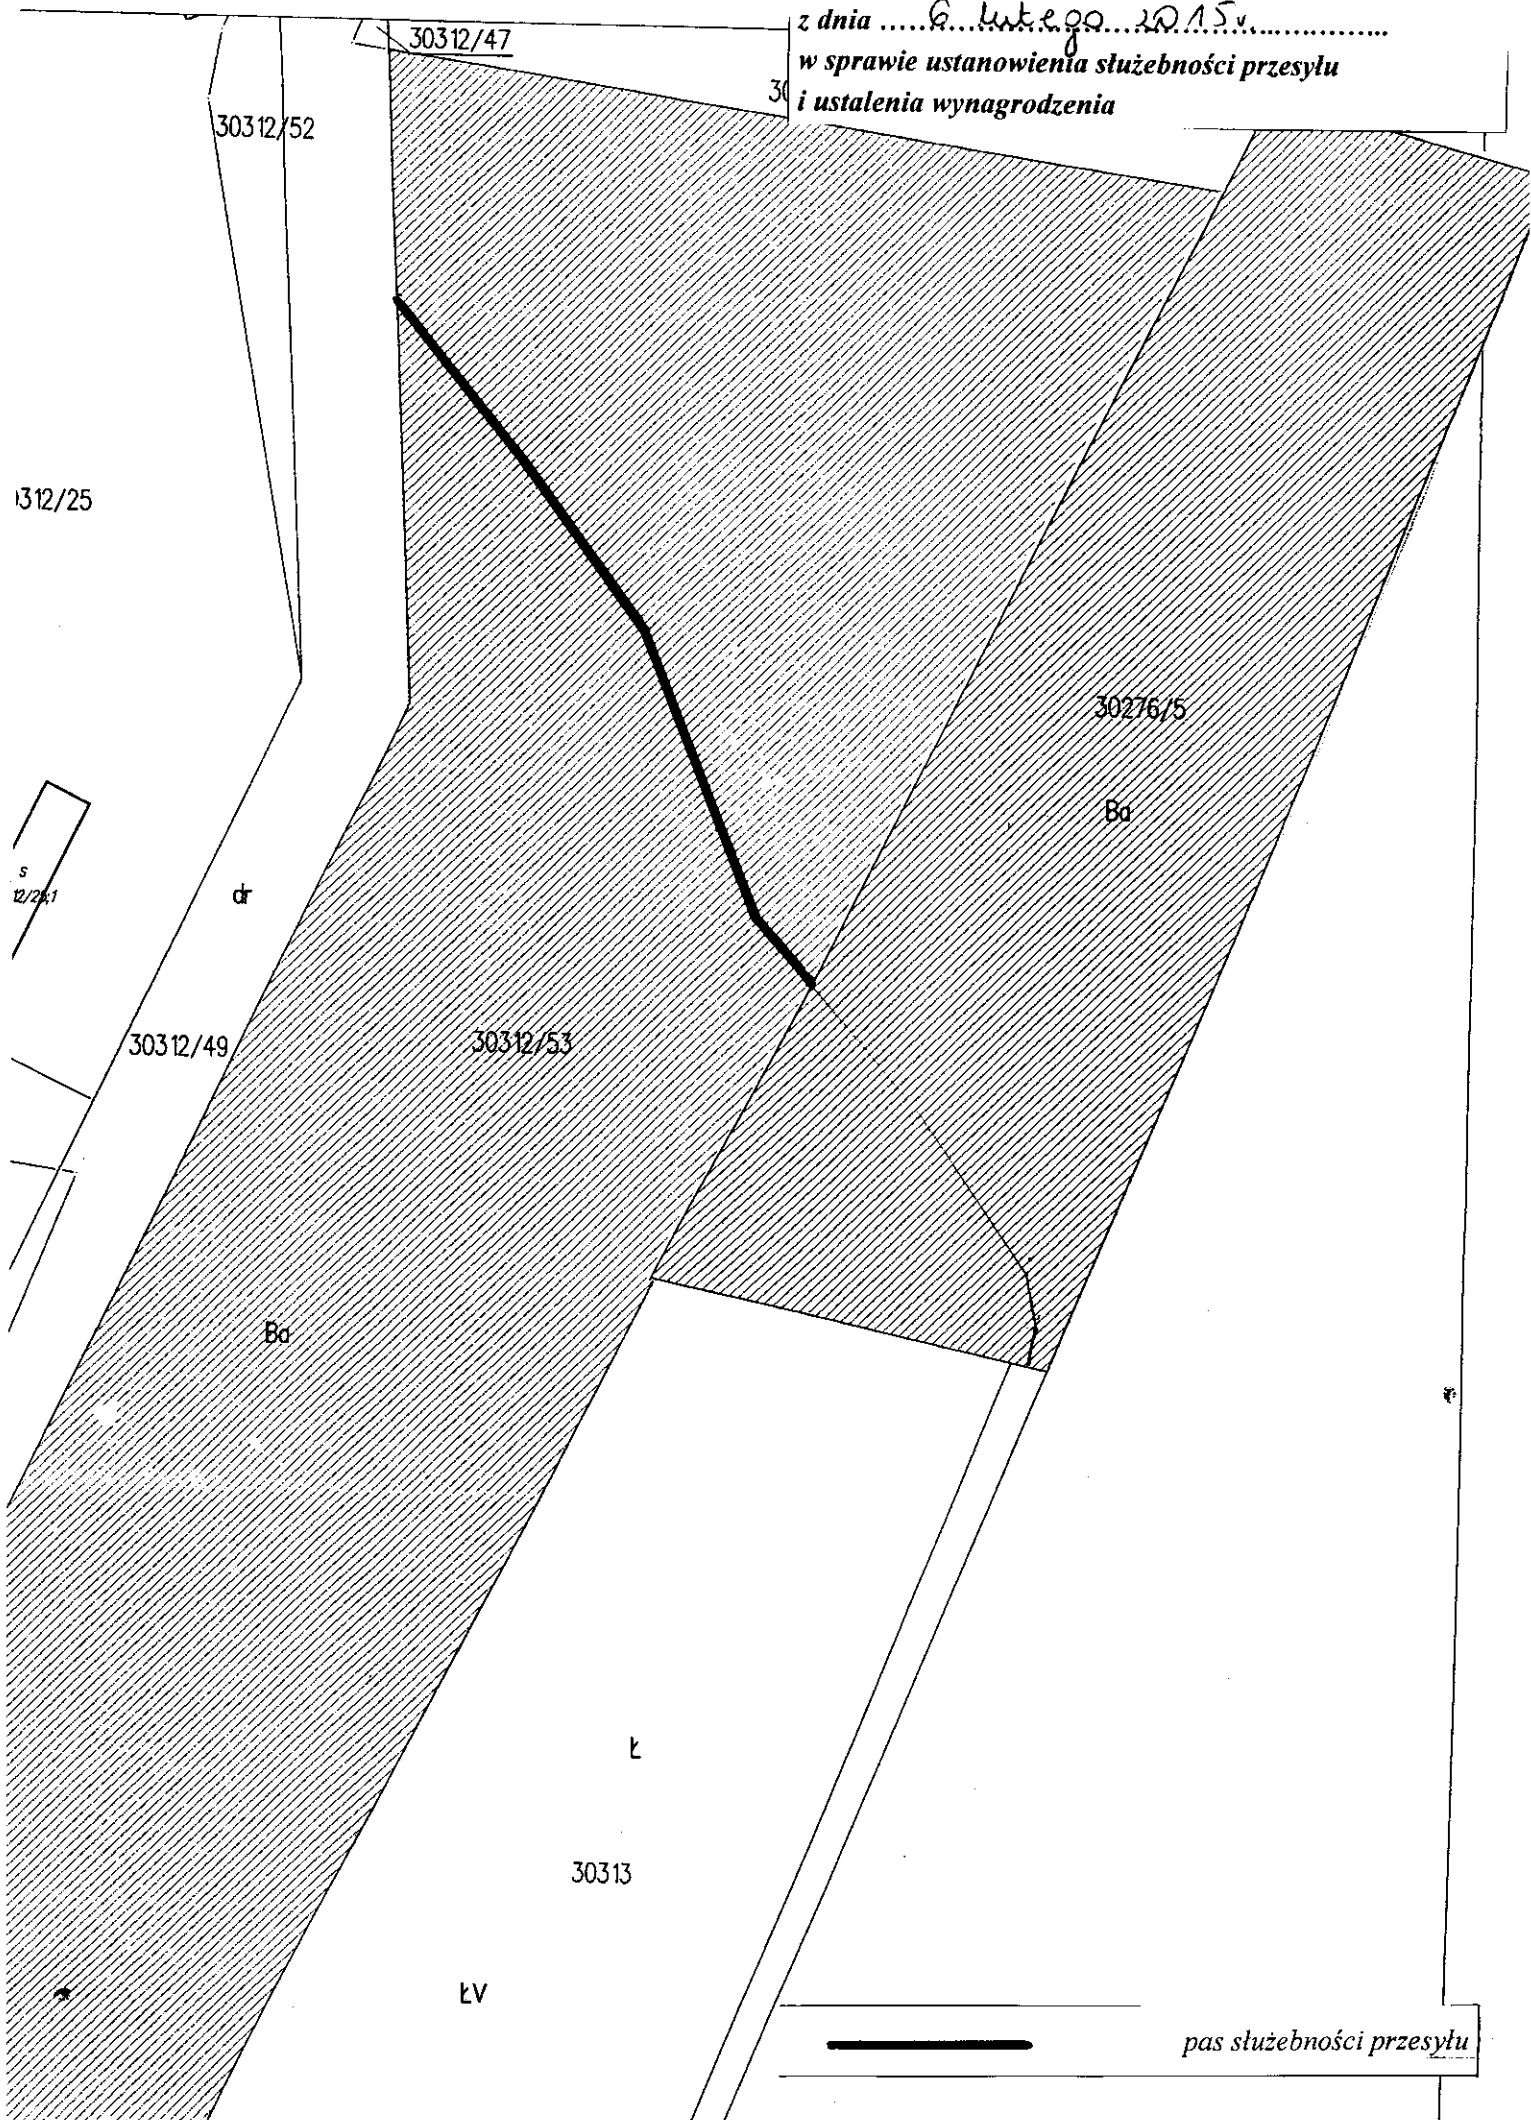 z dnia ..... 6 lutego 2015r. ..................
w sprawie ustanowienia służebności przesyłu
i ustalenia wynagrodzenia
30312/47
30
30312/52
312/25
30276/5
Ba
s
dr
30312/49
30312/53
Ba
Ł
30313
ŁV
pas służebności przesyłu